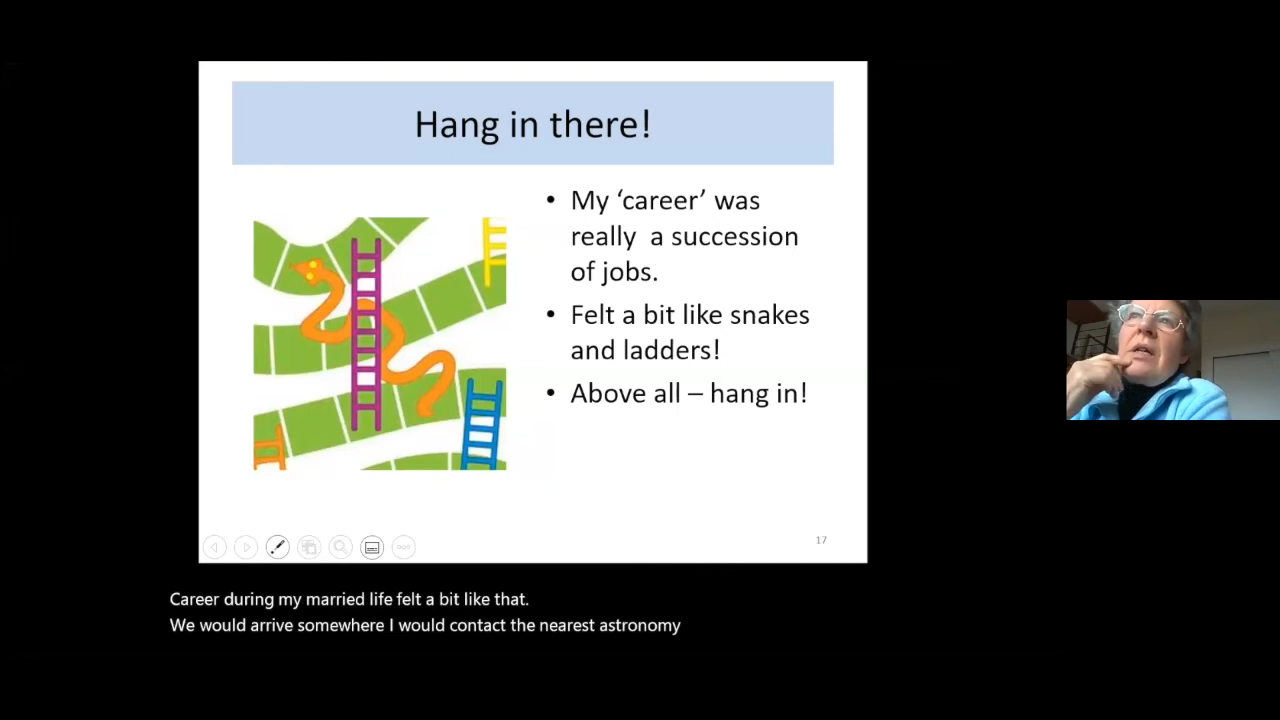 Hang in there!
• My ‘career’ was
really  a succession
of jobs.
• Felt a bit like snakes
and ladders!
• Above all – hang in!
17
Career during my married life felt a bit like that.
We would arrive somewhere I would contact the nearest astronomy